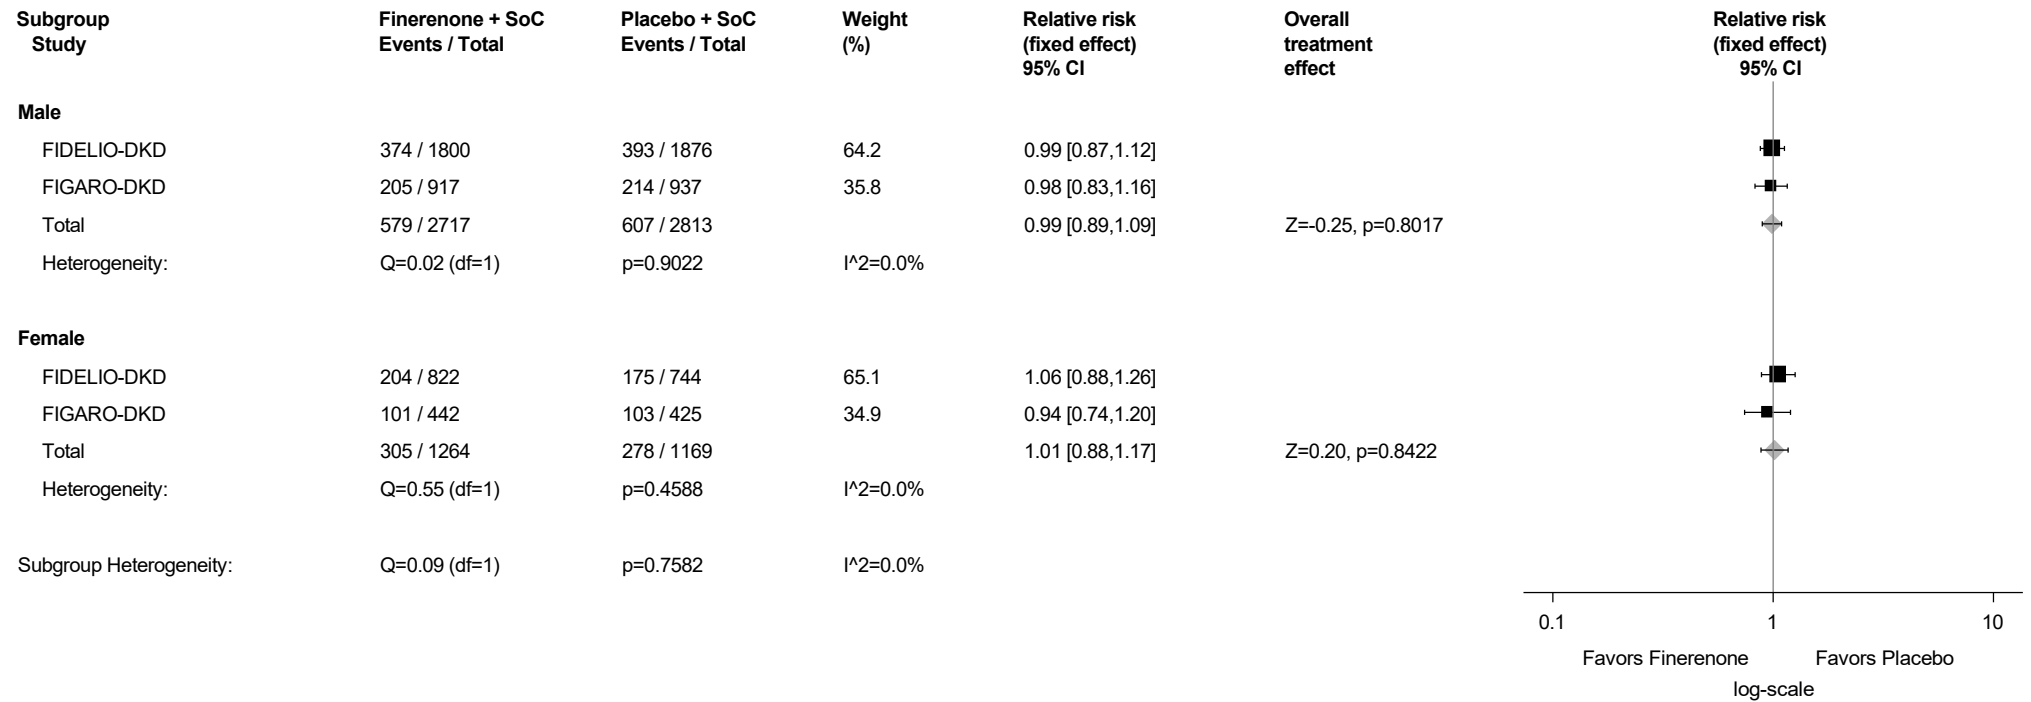 Subgroup Finerenone + SoC Placebo + SoC Weight Relative risk Overall Relative risk
Study Events / Total Events / Total (%) (fixed effect) treatment (fixed effect)
95% CI effect 95% CI
Male
FIDELIO-DKD 374 / 1800 393 / 1876 64.2 0.99 [0.87,1.12]
FIGARO-DKD 205 / 917 214 / 937 35.8 0.98 [0.83,1.16]
Total 579 / 2717 607 / 2813 0.99 [0.89,1.09] Z=-0.25, p=0.8017
Heterogeneity: Q=0.02 (df=1) p=0.9022 I^2=0.0%
Female
FIDELIO-DKD 204 / 822 175 / 744 65.1 1.06 [0.88,1.26]
FIGARO-DKD 101 / 442 103 / 425 34.9 0.94 [0.74,1.20]
Total 305 / 1264 278 / 1169 1.01 [0.88,1.17] Z=0.20, p=0.8422
Heterogeneity: Q=0.55 (df=1) p=0.4588 I^2=0.0%
Subgroup Heterogeneity: Q=0.09 (df=1) p=0.7582 I^2=0.0%
0.1 1 10
Favors Finerenone Favors Placebo
log-scale